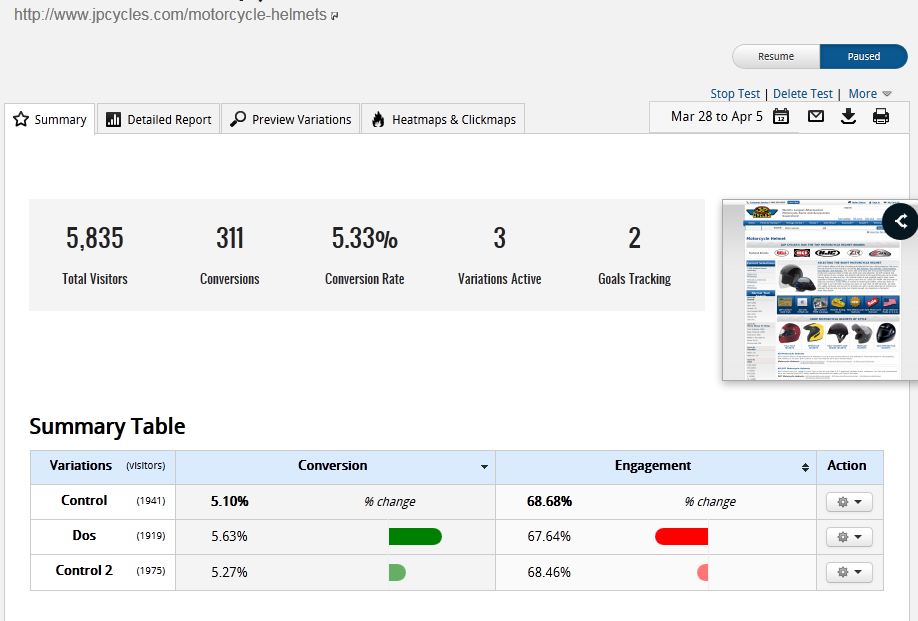 http://www.jpcycles.com/motorcycle-helmets
Resume Paused
Stop Test | Delete Test | More
Summary Detailed Report Preview Variations Heatmaps & Clickmaps Mar 28 to Apr 5 12
5,835 311 5.33% 3 2
Total Visitors Conversions Conversion Rate Variations Active Goals Tracking
Motorcycle Helmet
Summary Table
Variations (visitors) Conversion Engagement Action
Control (1941) 5.10% % change 68.68% % change
Dos (1919) 5.63% 67.64%
Control 2 (1975) 5.27% 68.46%